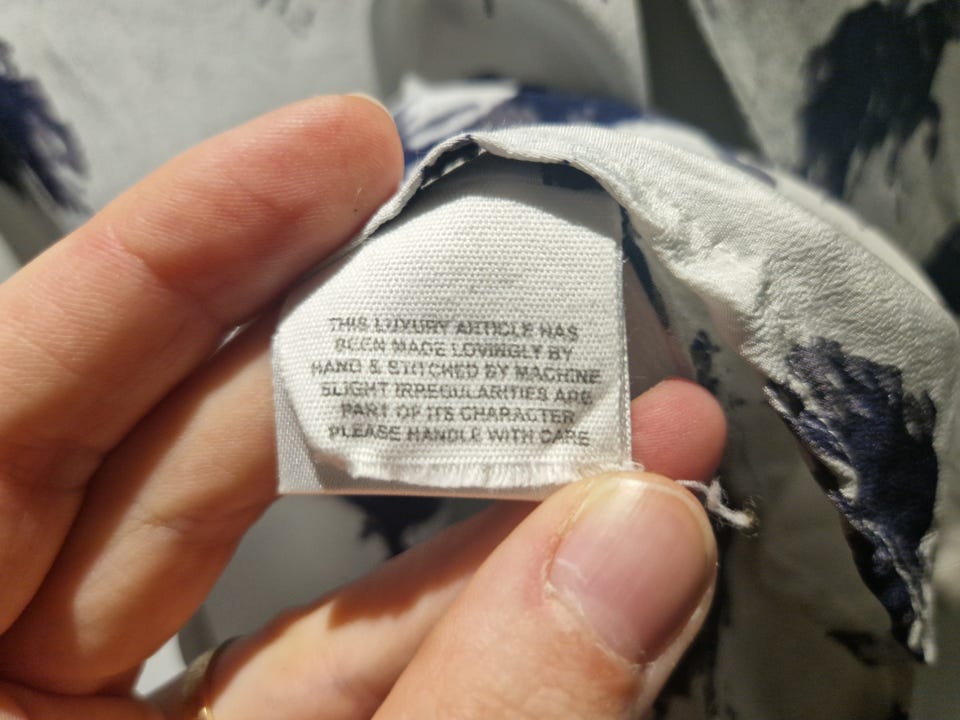 THIS LUXURY ARTICLE HAS
BEEN MADE LOVINGLY BY
HAND & STITCHED BY MACHINE
SLIGHT IRREGULARITIES ARE
PART OF ITS CHARACTER
PLEASE HANDLE WITH CARE